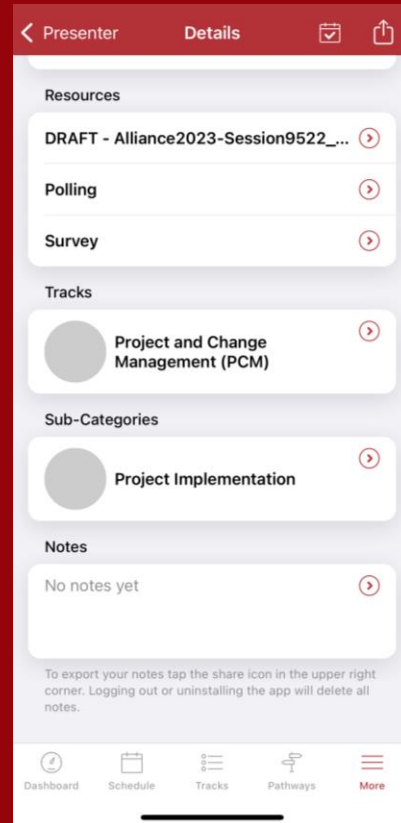 Presenter
Details
Resources
DRAFT - Alliance2023-Session9522_...
Polling
Survey
Tracks
Project and Change
Management (PCM)
Sub-Categories
Project Implementation
Notes
No notes yet
To export your notes tap the share icon in the upper right
corner. Logging out or uninstalling the app will delete all
notes.
Dashboard
Schedule
Tracks
Pathways
More